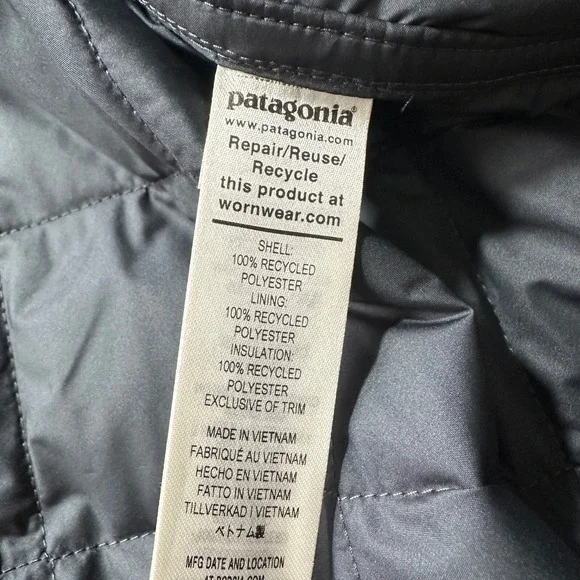 patagonia®
www.patagonia.com
Repair/Reuse/
Recycle
this product at
wornwear.com
SHELL:
100% RECYCLED
POLYESTER
LINING:
100% RECYCLED
POLYESTER
INSULATION:
100% RECYCLED
POLYESTER
EXCLUSIVE OF TRIM
MADE IN VIETNAM
FABRIQUÉ AU VIETNAM
HECHO EN VIETNAM
FATTO IN VIETNAM
TILLVERKAD I VIETNAM
ベトナム製
MFG DATE AND LOCATION